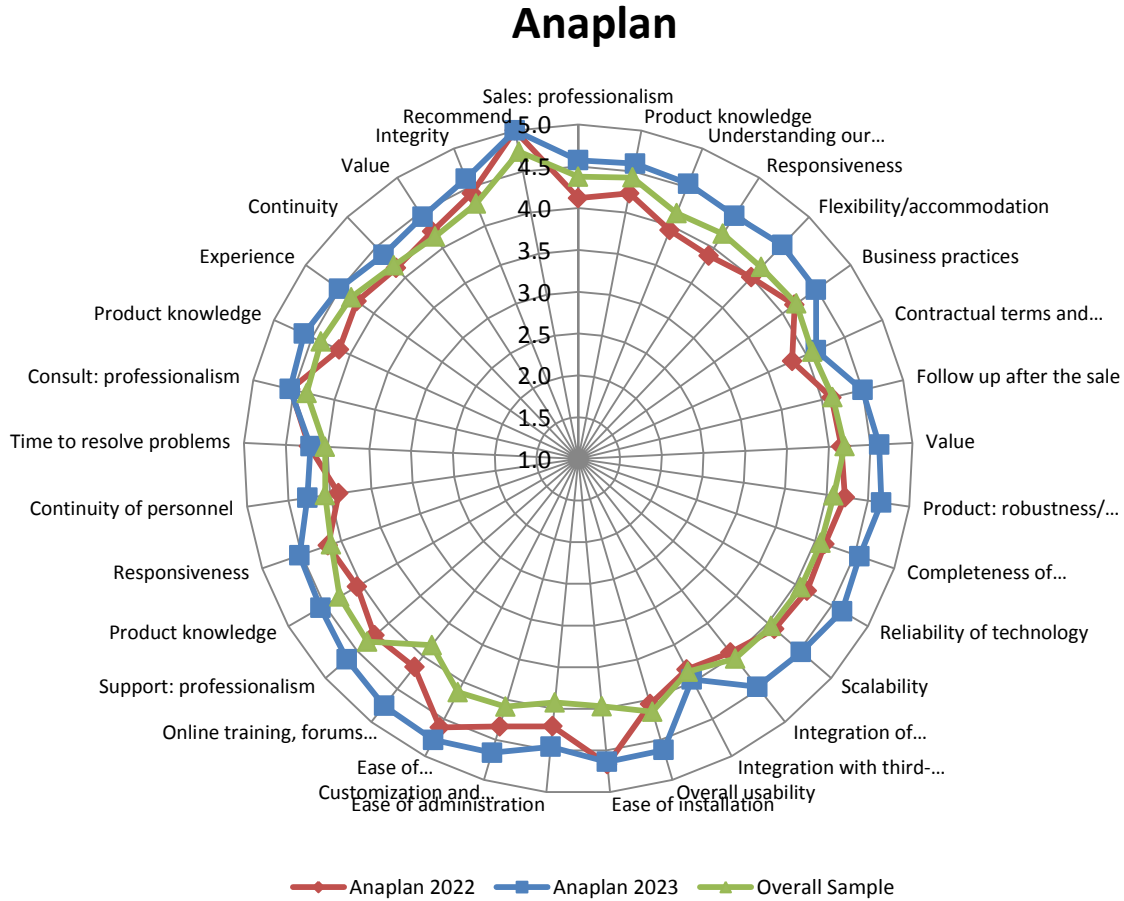 Anaplan
Sales: professionalism
Product knowledge
Understanding our...
Responsiveness
Flexibility/accommodation
Business practices
Contractual terms and...
Follow up after the sale
Value
Product: robustness/...
Completeness of...
Reliability of technology
Scalability
Integration of...
Integration with third-...
Overall usability
Ease of installation
Ease of administration
Customization and...
Ease of...
Online training, forums...
Support: professionalism
Product knowledge
Responsiveness
Continuity of personnel
Time to resolve problems
Consult: professionalism
Product knowledge
Experience
Continuity
Value
Integrity
Recommend
5.0
4.5
4.0
3.5
3.0
2.5
2.0
1.5
1.0
Anaplan 2022
Anaplan 2023
Overall Sample